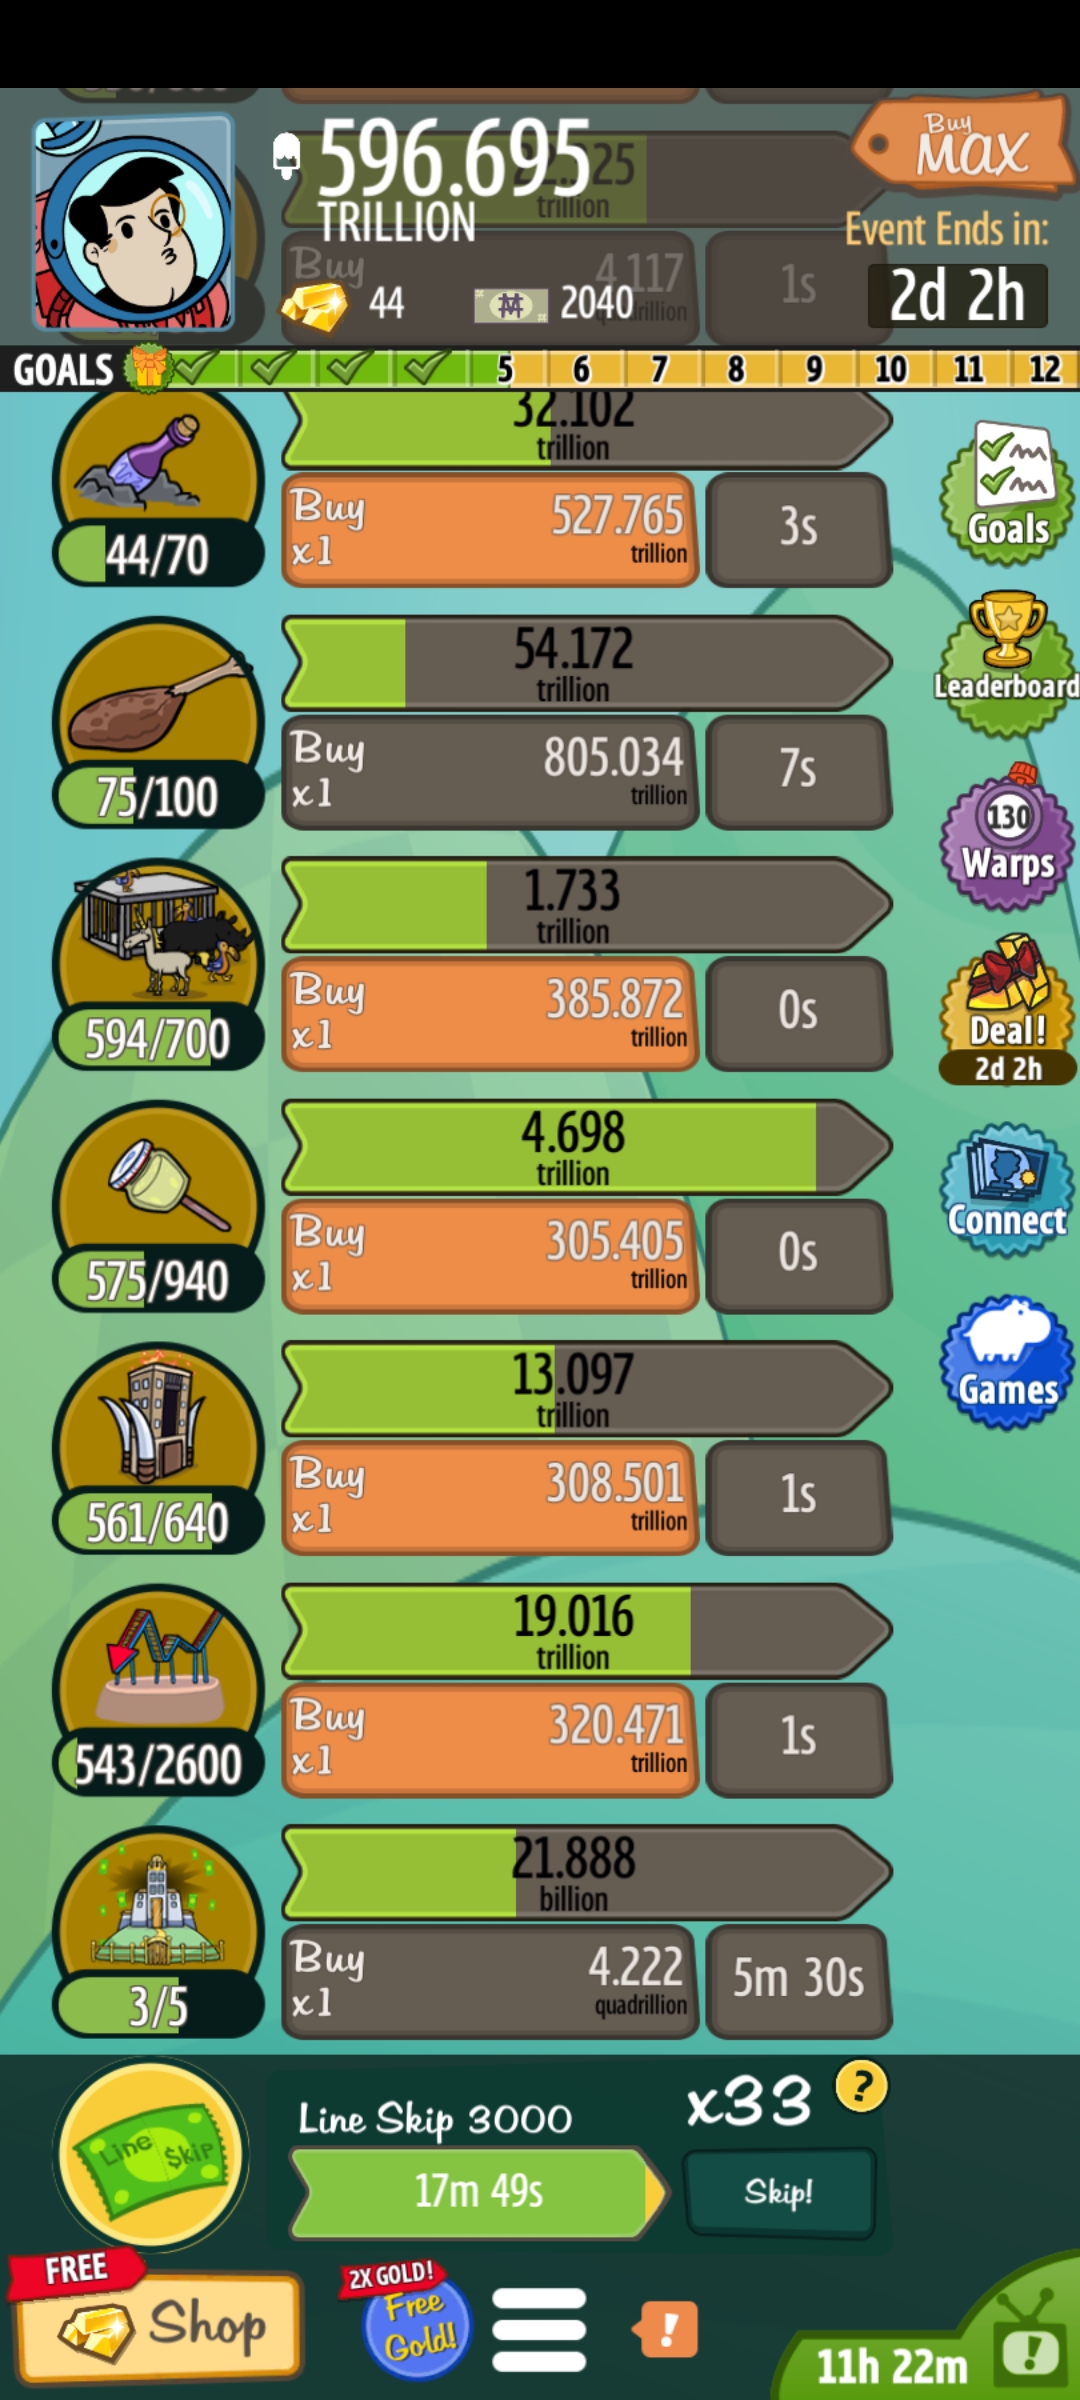 596.695
TRILLION
44
2040
Buy
MAX
Event Ends in:
2d 2h
trillion
Buy
4.117
1s
GOALS
5 6 7 8 9 10 11 12
32.102
trillion
44/70
Buy
x1
527.765
trillion
3s
Goals
54.172
trillion
75/100
Buy
x1
805.034
trillion
7s
Leaderboard
1.733
trillion
594/700
Buy
x1
385.872
trillion
0s
130
Warps
Deal!
2d 2h
4.698
trillion
575/940
Buy
x1
305.405
trillion
0s
Connect
13.097
trillion
561/640
Buy
x1
308.501
trillion
1s
Games
19.016
trillion
543/2600
Buy
x1
320.471
trillion
1s
21.888
billion
3/5
Buy
x1
4.222
quadrillion
5m 30s
Line $kip
Line Skip 3000
17m 49s
x33
?
Skip!
FREE
Shop
2X GOLD!
Free
Gold!
!
11h 22m
!